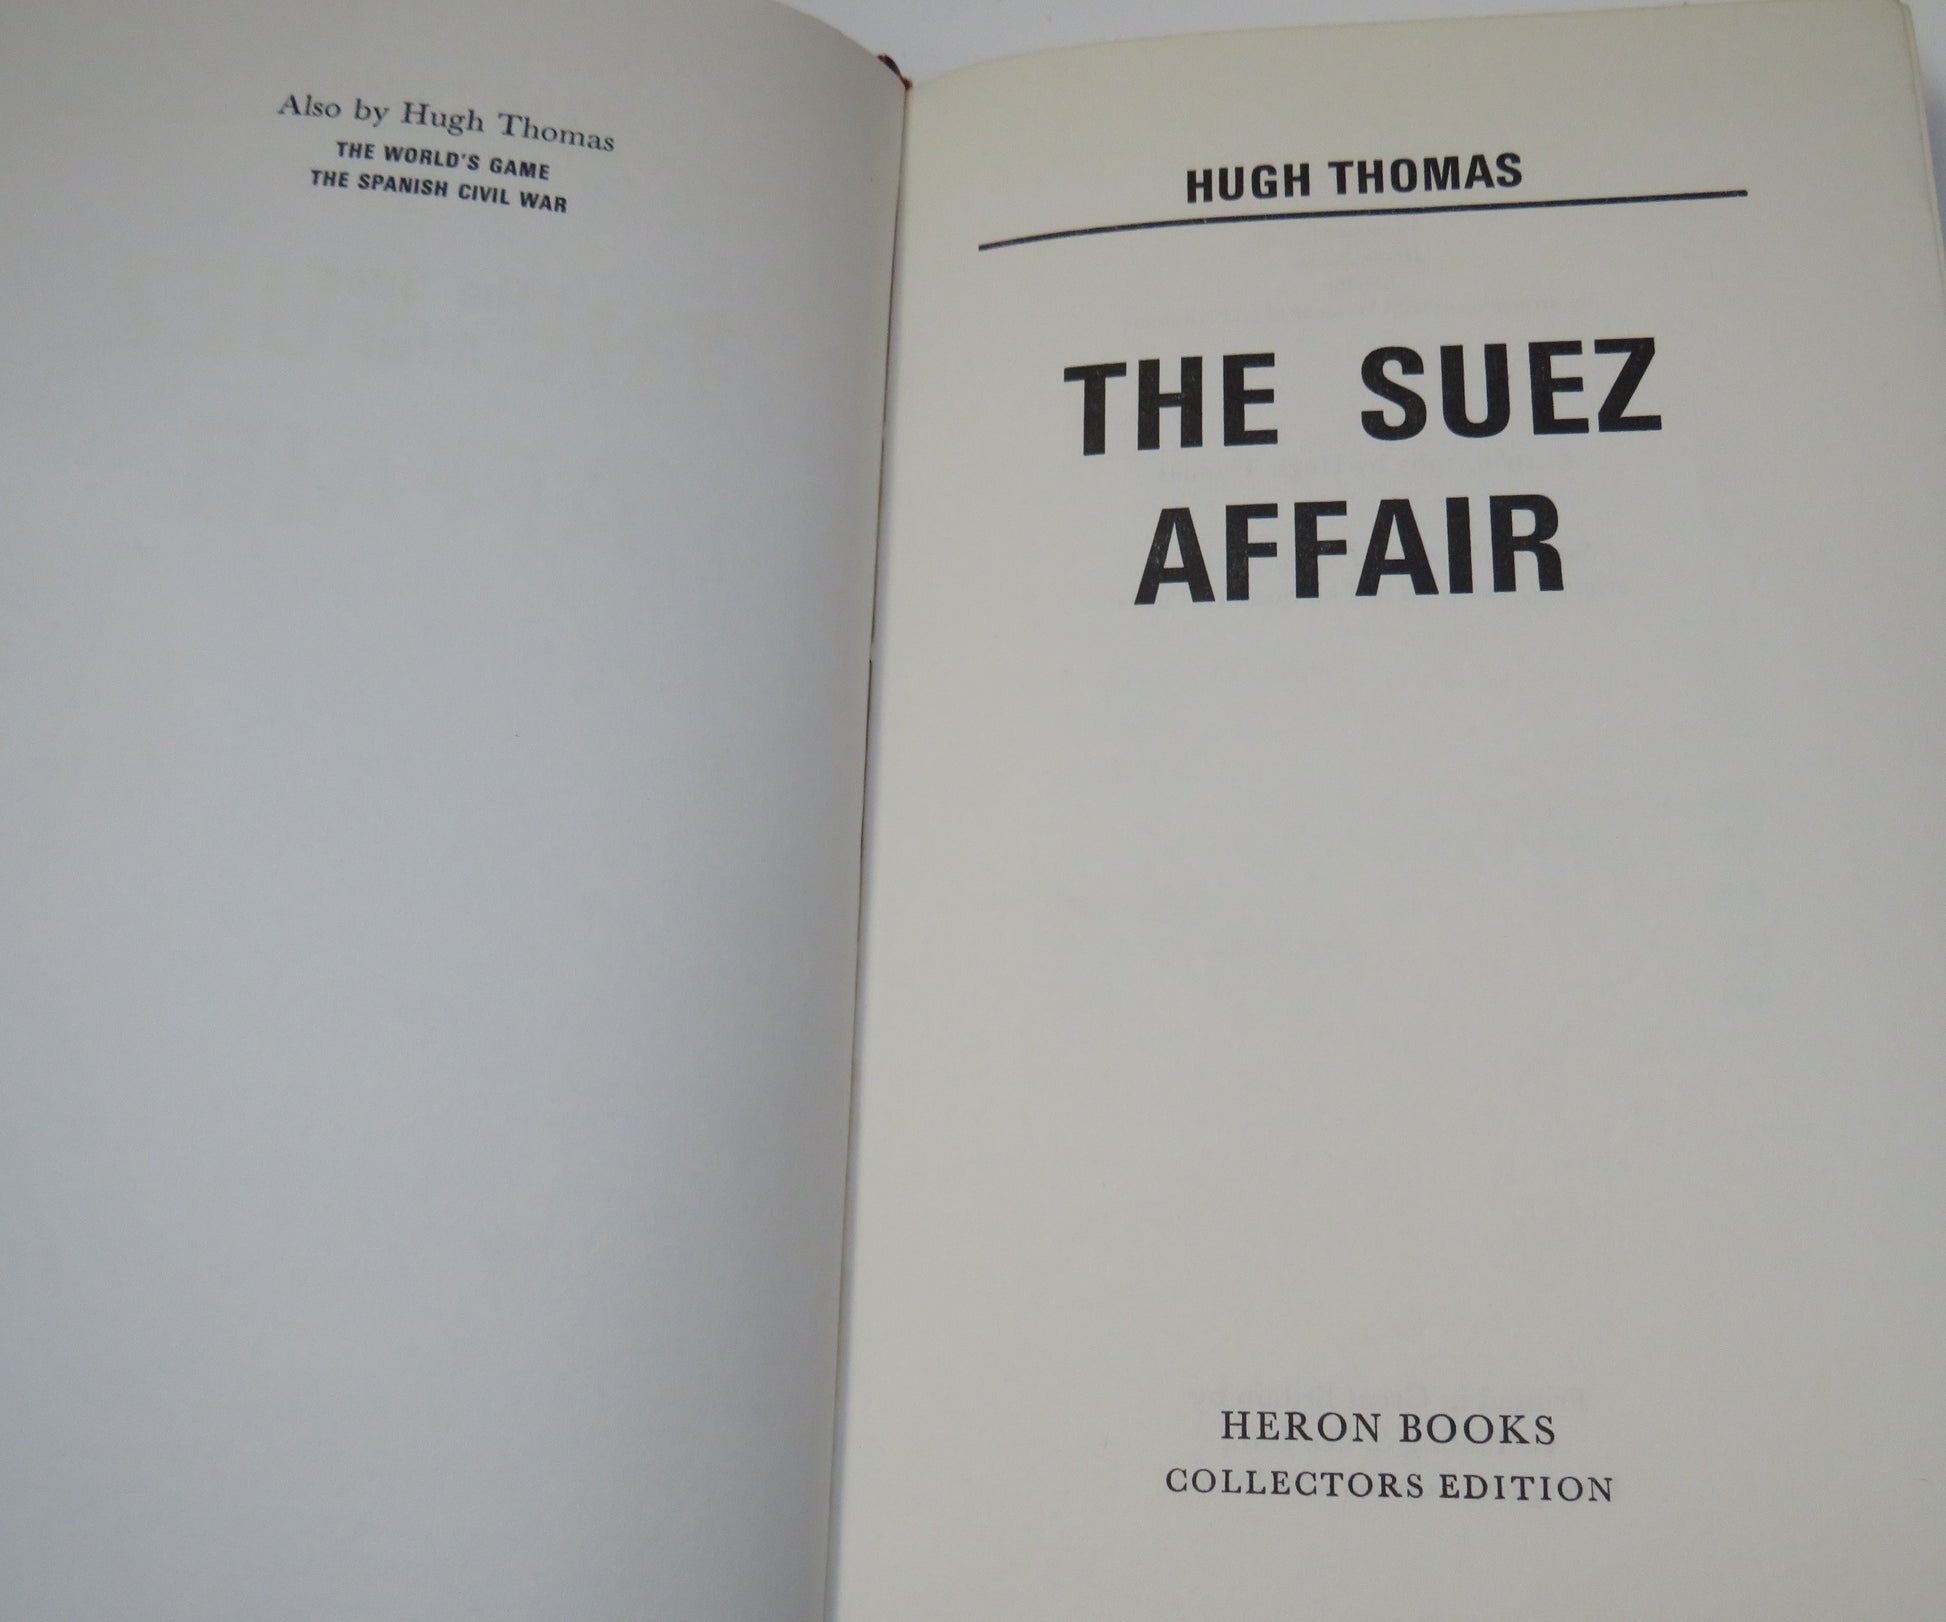 Also by Hugh Thomas
THE WORLD'S GAME
THE SPANISH CIVIL WAR
HUGH THOMAS
THE SUEZ
AFFAIR
HERON BOOKS
COLLECTORS EDITION